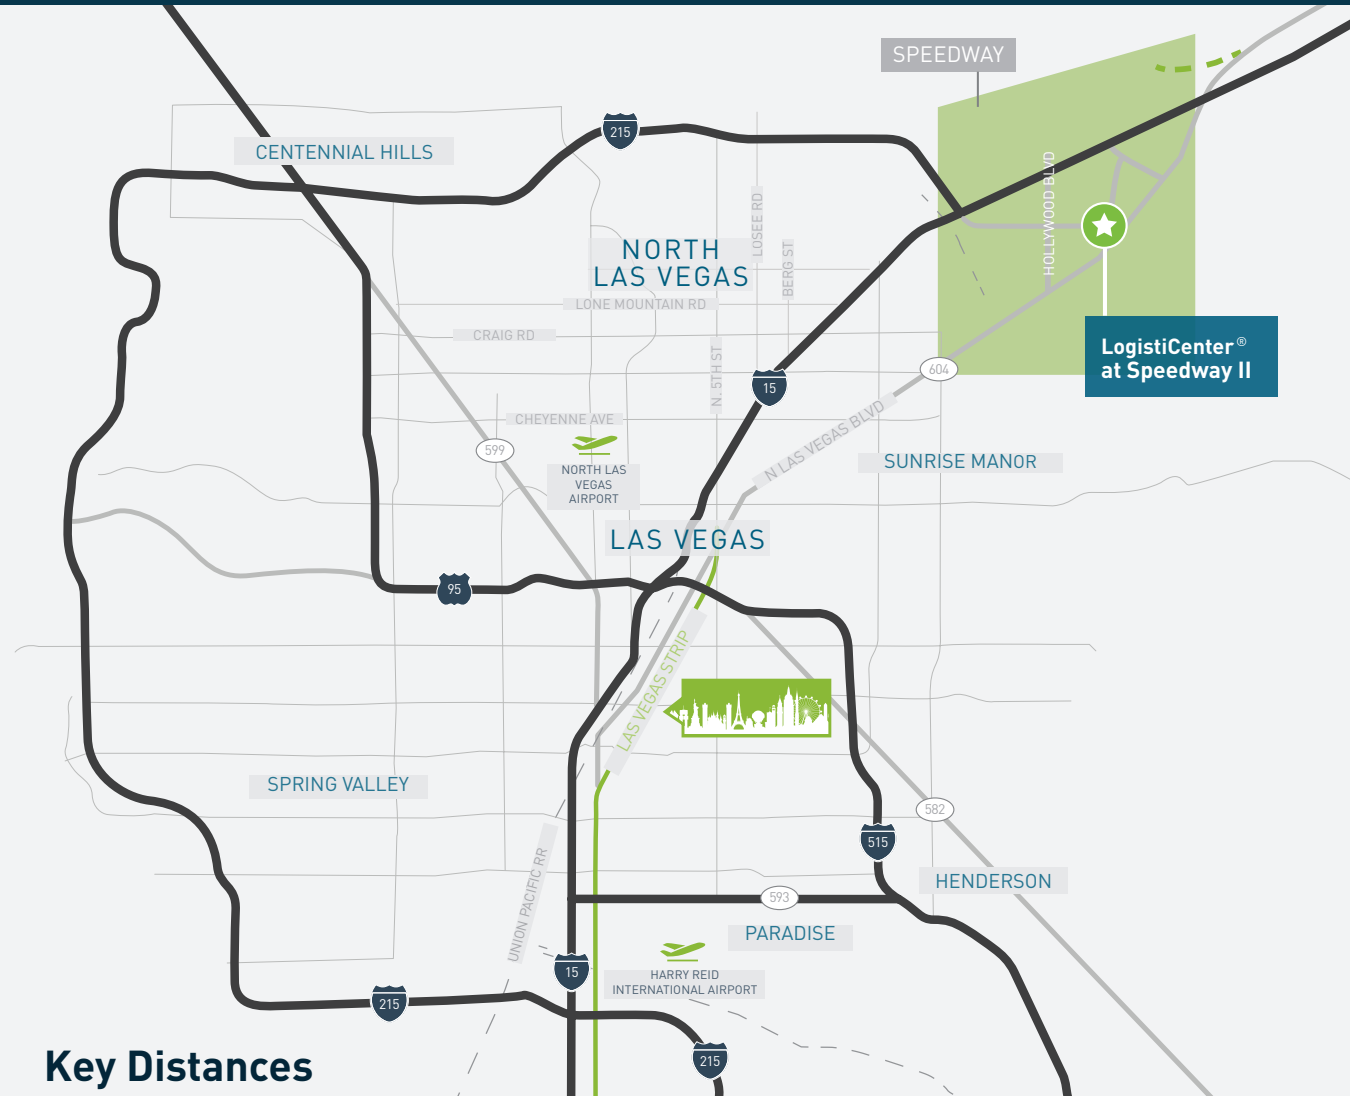 SPEEDWAY
215
CENTENNIAL HILLS
HOLLYWOOD BLVD
LOSEE RD
NORTH
LAS VEGAS
BERG ST
LONE MOUNTAIN RD
CRAIG RD
LogistiCenter®
at Speedway II
N. 5TH ST
604
15
CHEYENNE AVE
N LAS VEGAS BLVD
599
NORTH LAS
VEGAS
AIRPORT
SUNRISE MANOR
LAS VEGAS
95
LAS VEGAS STRIP
SPRING VALLEY
582
515
UNION PACIFIC RR
HENDERSON
593
PARADISE
15
HARRY REID
INTERNATIONAL AIRPORT
215
215
Key Distances